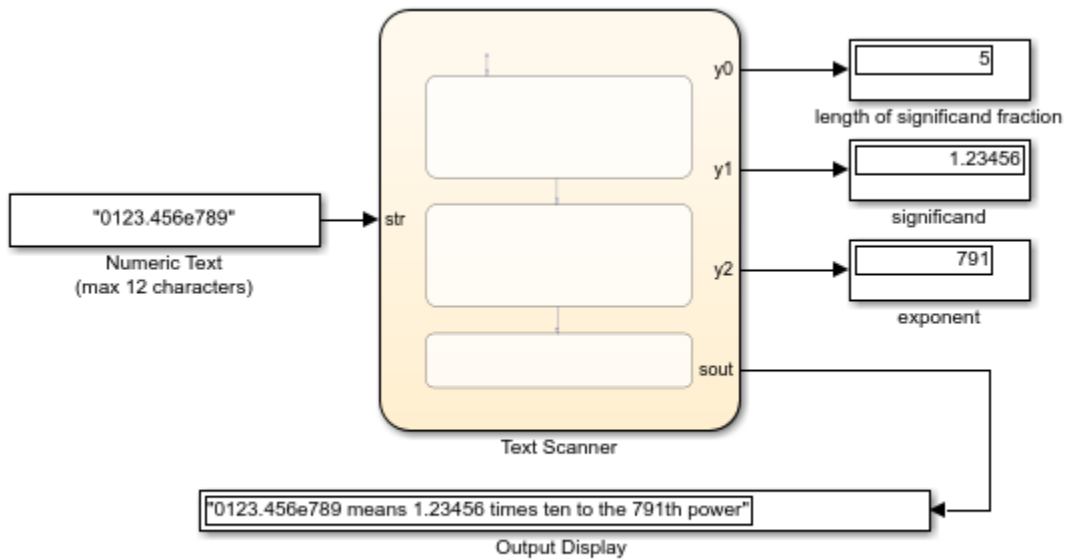 y0
5
length of significand fraction
y1
1.23456
significand
"0123.456e789"
str
Numeric Text
(max 12 characters)
y2
791
exponent
sout
Text Scanner
"0123.456e789 means 1.23456 times ten to the 791th power"
Output Display